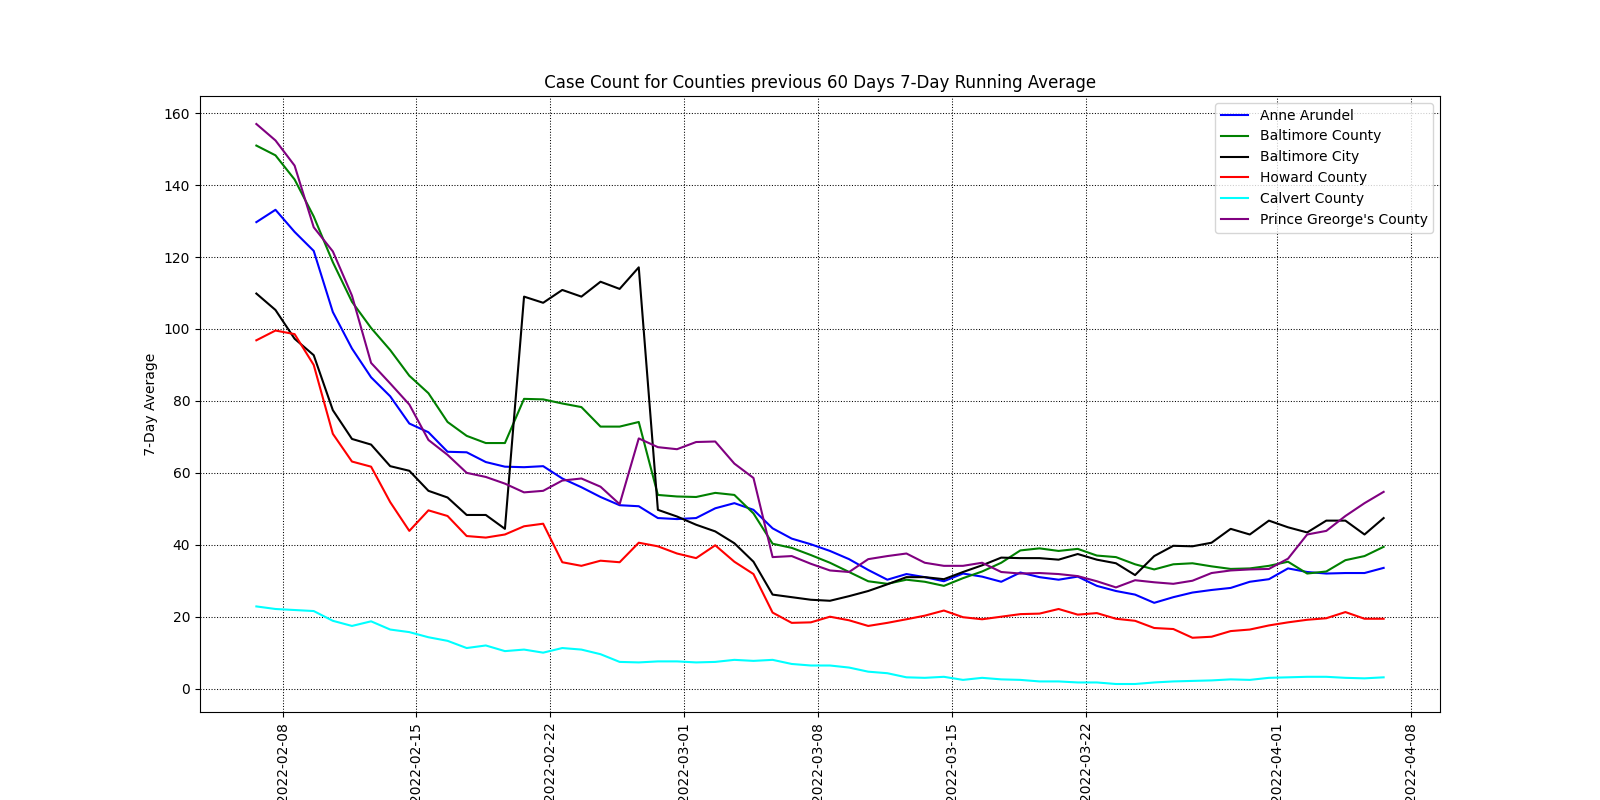 Case Count for Counties previous 60 Days 7-Day Running Average
160
140
120
100
80
60
40
20
0
7-Day Average
Anne Arundel
Baltimore County
Baltimore City
Howard County
Calvert County
Prince Greorge's County
2022-02-08
2022-02-15
2022-02-22
2022-03-01
2022-03-08
2022-03-15
2022-03-22
2022-04-01
2022-04-08